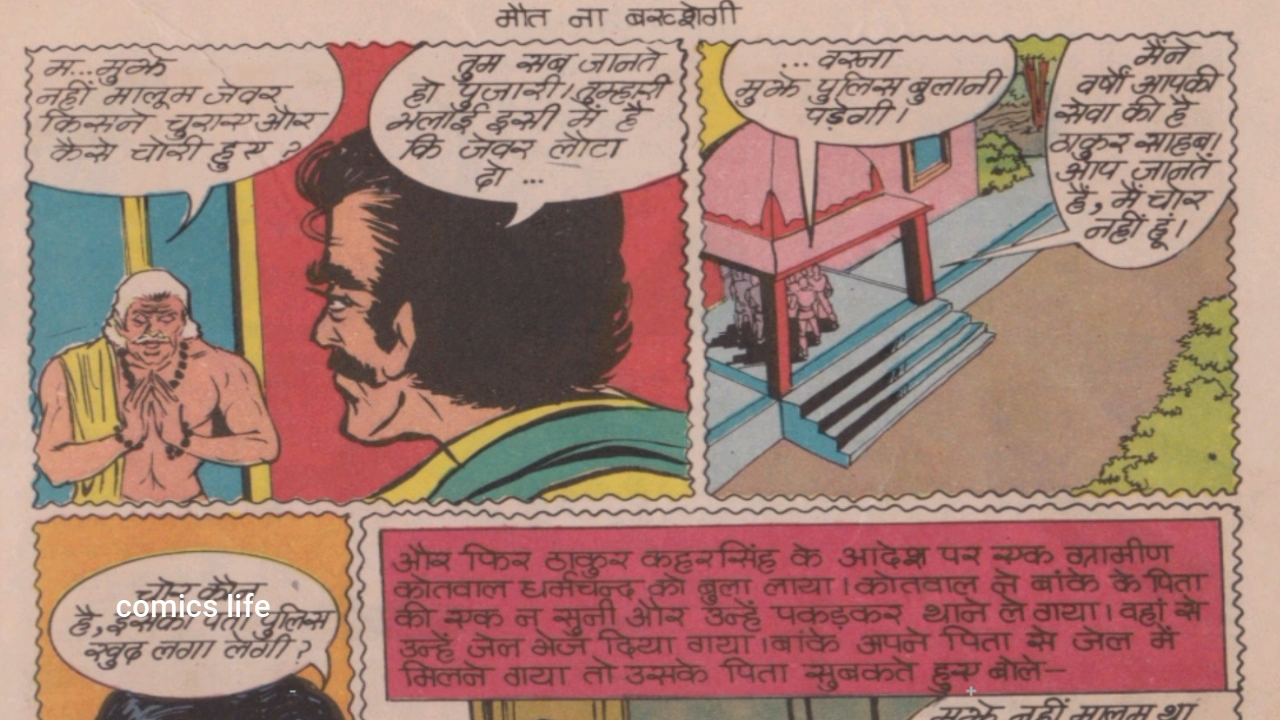 मौत ना बख्शेगी
म...मुझे
नहीं मालूम जेवर
किसने चुराए और
कैसे चोरी हुए ?
तुम सब जानते
हो पुजारी। तुम्हारी
भलाई इसी में है
कि जेवर लौटा
दो ...
... वरना
मुझे पुलिस बुलानी
पड़ेगी।
मैंने
वर्षों आपकी
सेवा की है
ठाकुर साहब।
आप जानते
हैं, मैं चोर
नहीं हूं।
चोर कौन
है, इसका पता पुलिस
खुद लगा लेगी ?
comics life
और फिर ठाकुर कहरसिंह के आदेश पर एक ग्रामीण
कोतवाल धर्मचन्द को बुला लाया। कोतवाल ने बांके के पिता
की एक न सुनी और उन्हें पकड़कर थाने ले गया। वहां से
उन्हें जेल भेज दिया गया। बांके अपने पिता से जेल में
मिलने गया तो उसके पिता सुबकते हुए बोले—
मुझे नहीं मालूम था